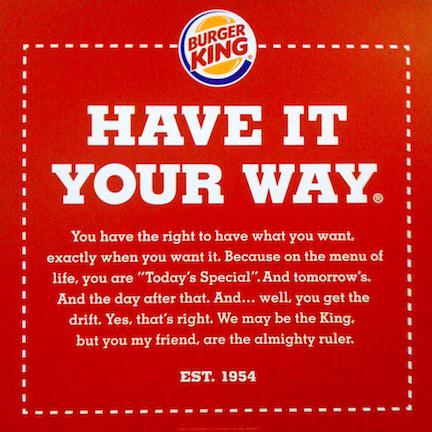 BURGER
KING
HAVE IT
YOUR WAY®
You have the right to have what you want,
exactly when you want it. Because on the menu of
life, you are "Today's Special". And tomorrow's.
And the day after that. And... well, you get the
drift. Yes, that's right. We may be the King,
but you my friend, are the almighty ruler.
EST. 1954